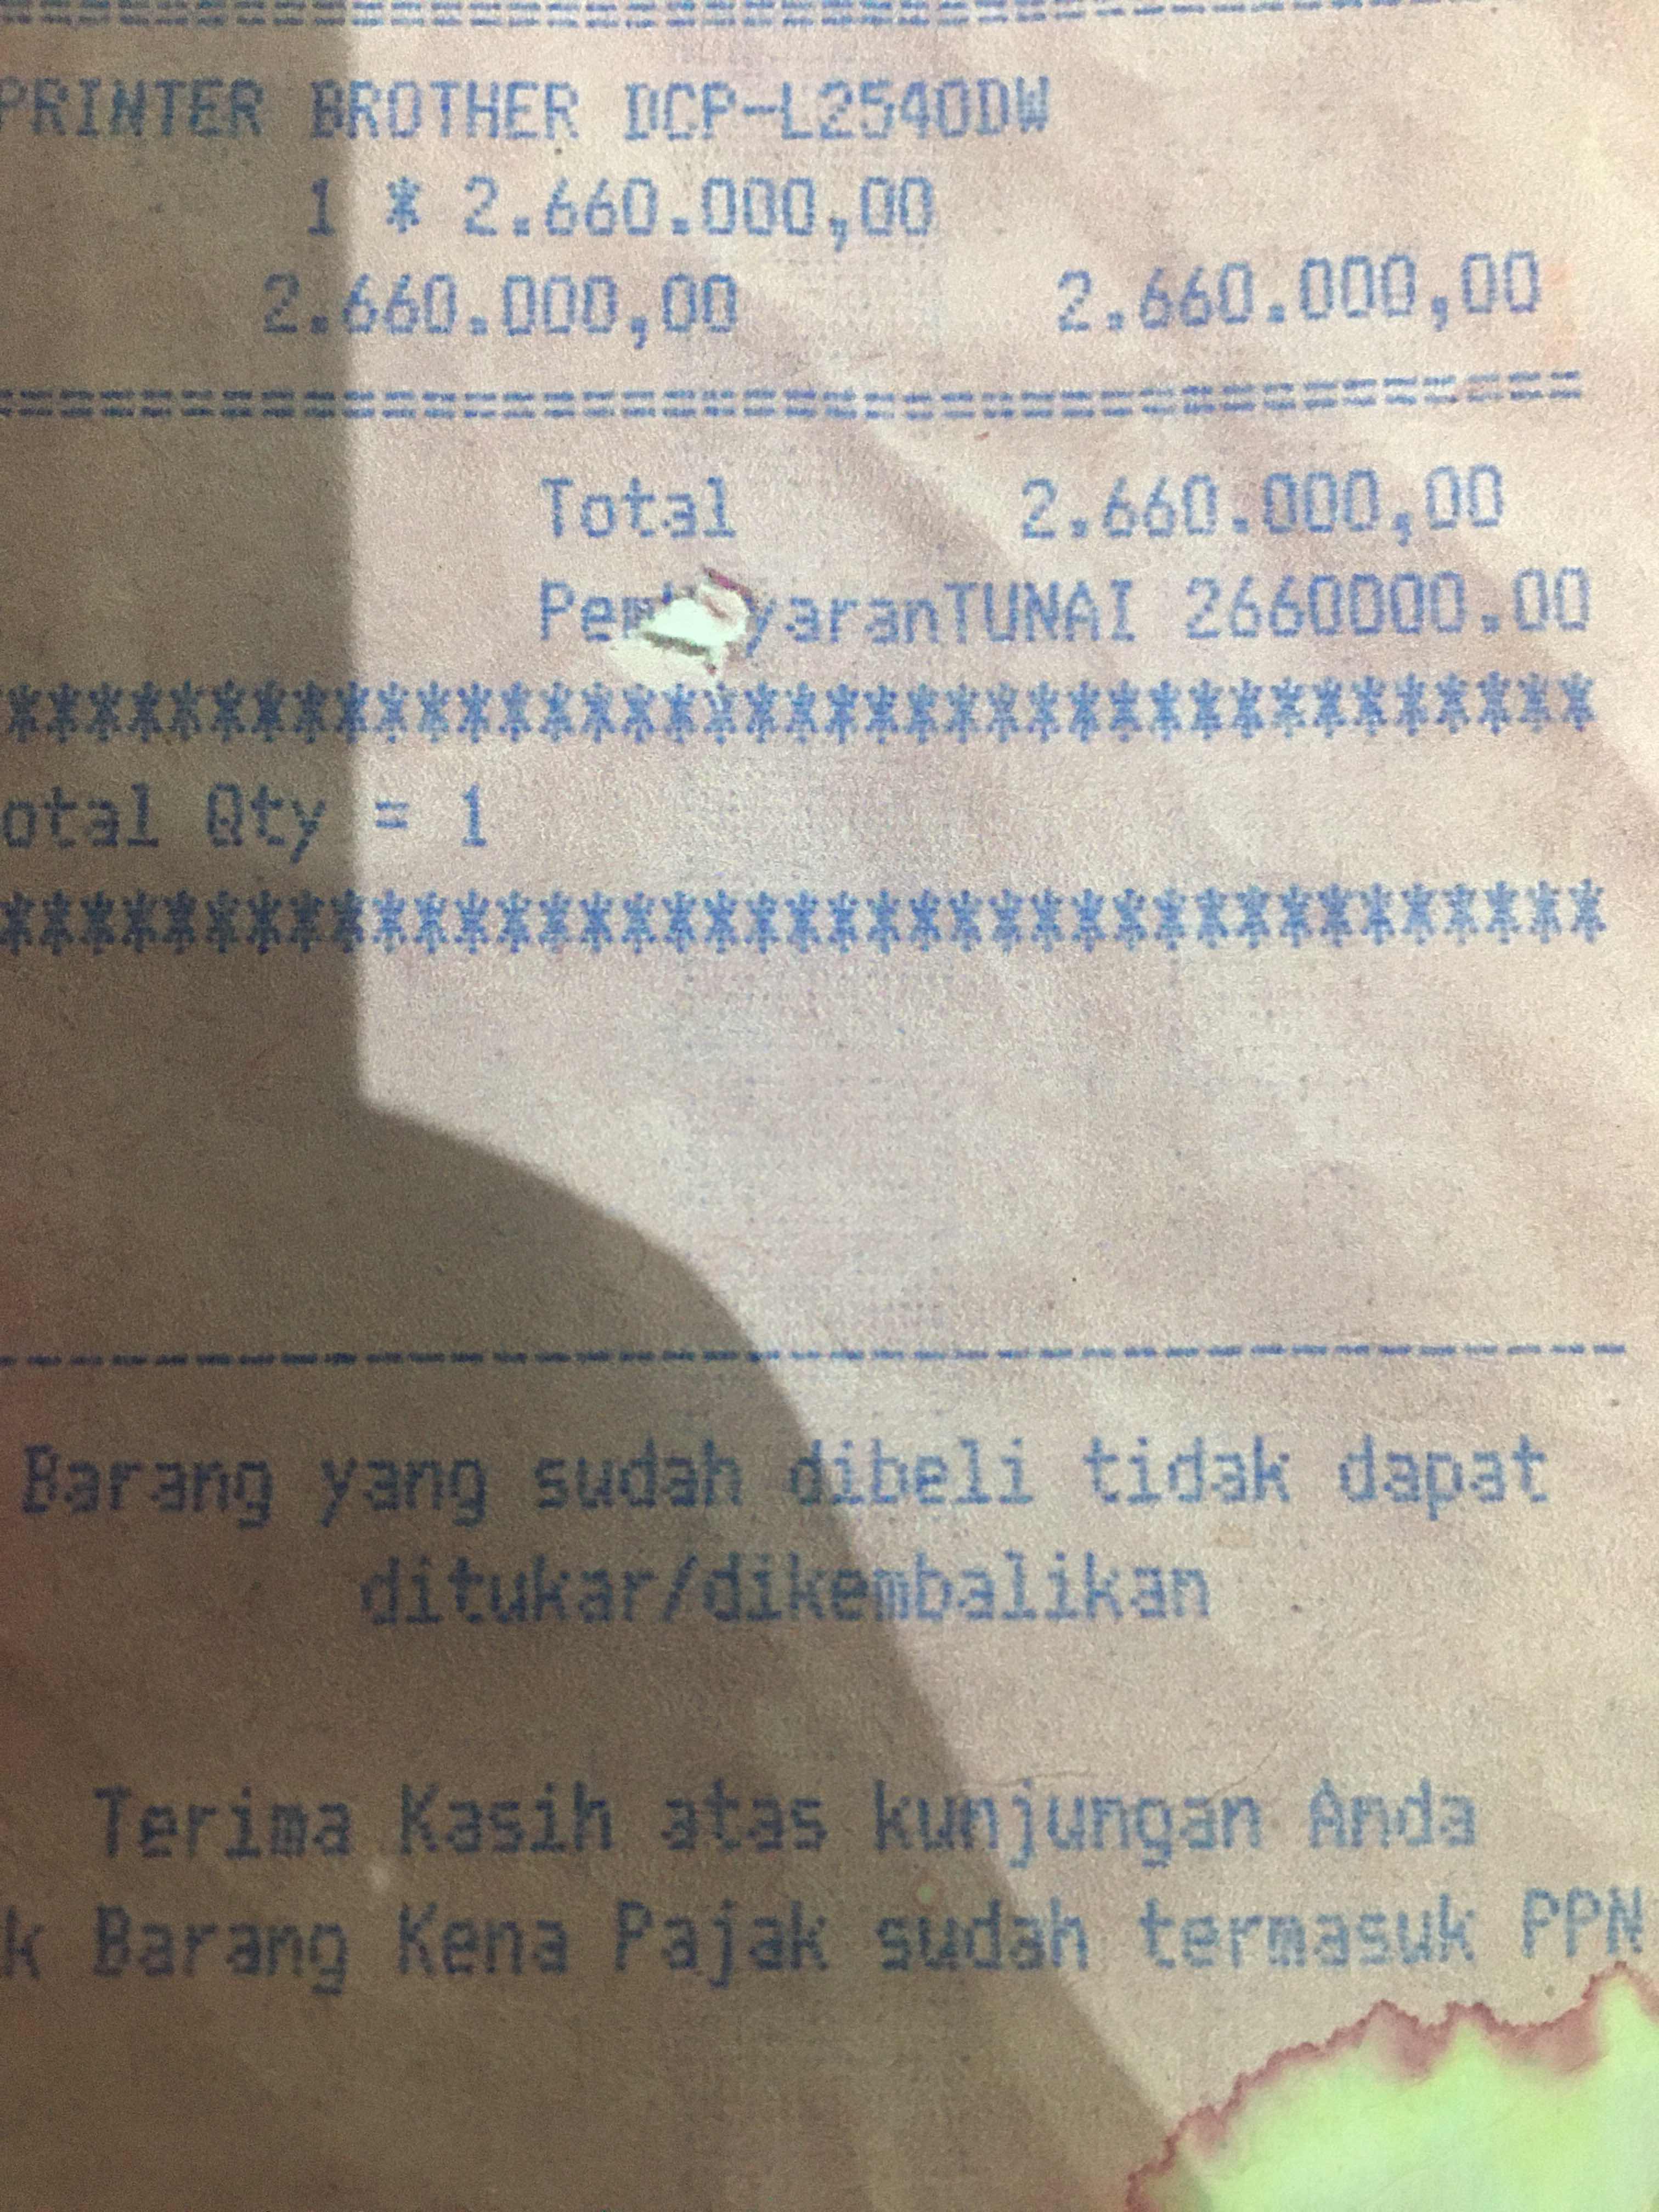 ========================================
PRINTER BROTHER DCP-L2540DW
1 * 2.660.000,00
2.660.000,00 2.660.000,00
========================================
Total 2.660.000,00
PembayaranTUNAI 2660000.00
****************************************
otal Qty = 1
****************************************
----------------------------------------
Barang yang sudah dibeli tidak dapat
ditukar/dikembalikan
Terima Kasih atas kunjungan Anda
k Barang Kena Pajak sudah termasuk PPN